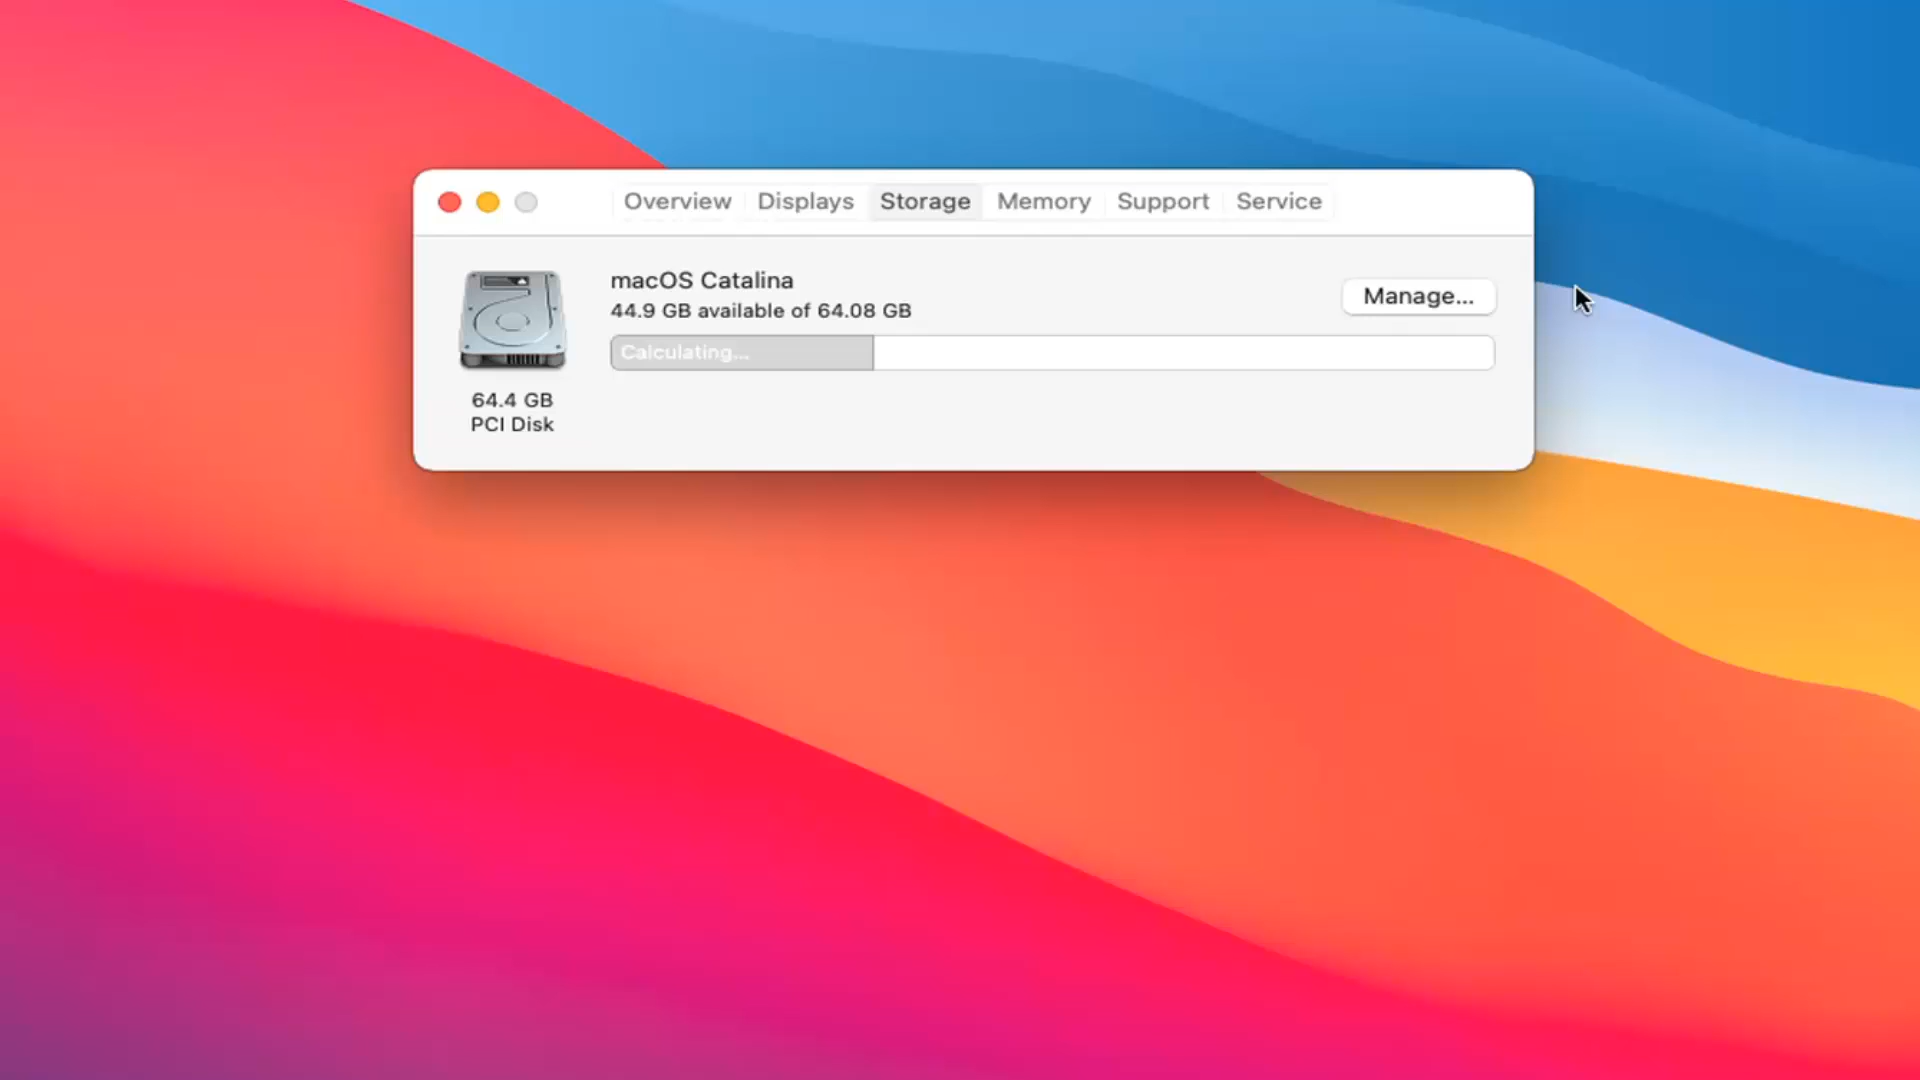 Overview Displays Storage Memory Support Service
macOS Catalina
44.9 GB available of 64.08 GB
Manage...
Calculating...
64.4 GB
PCI Disk